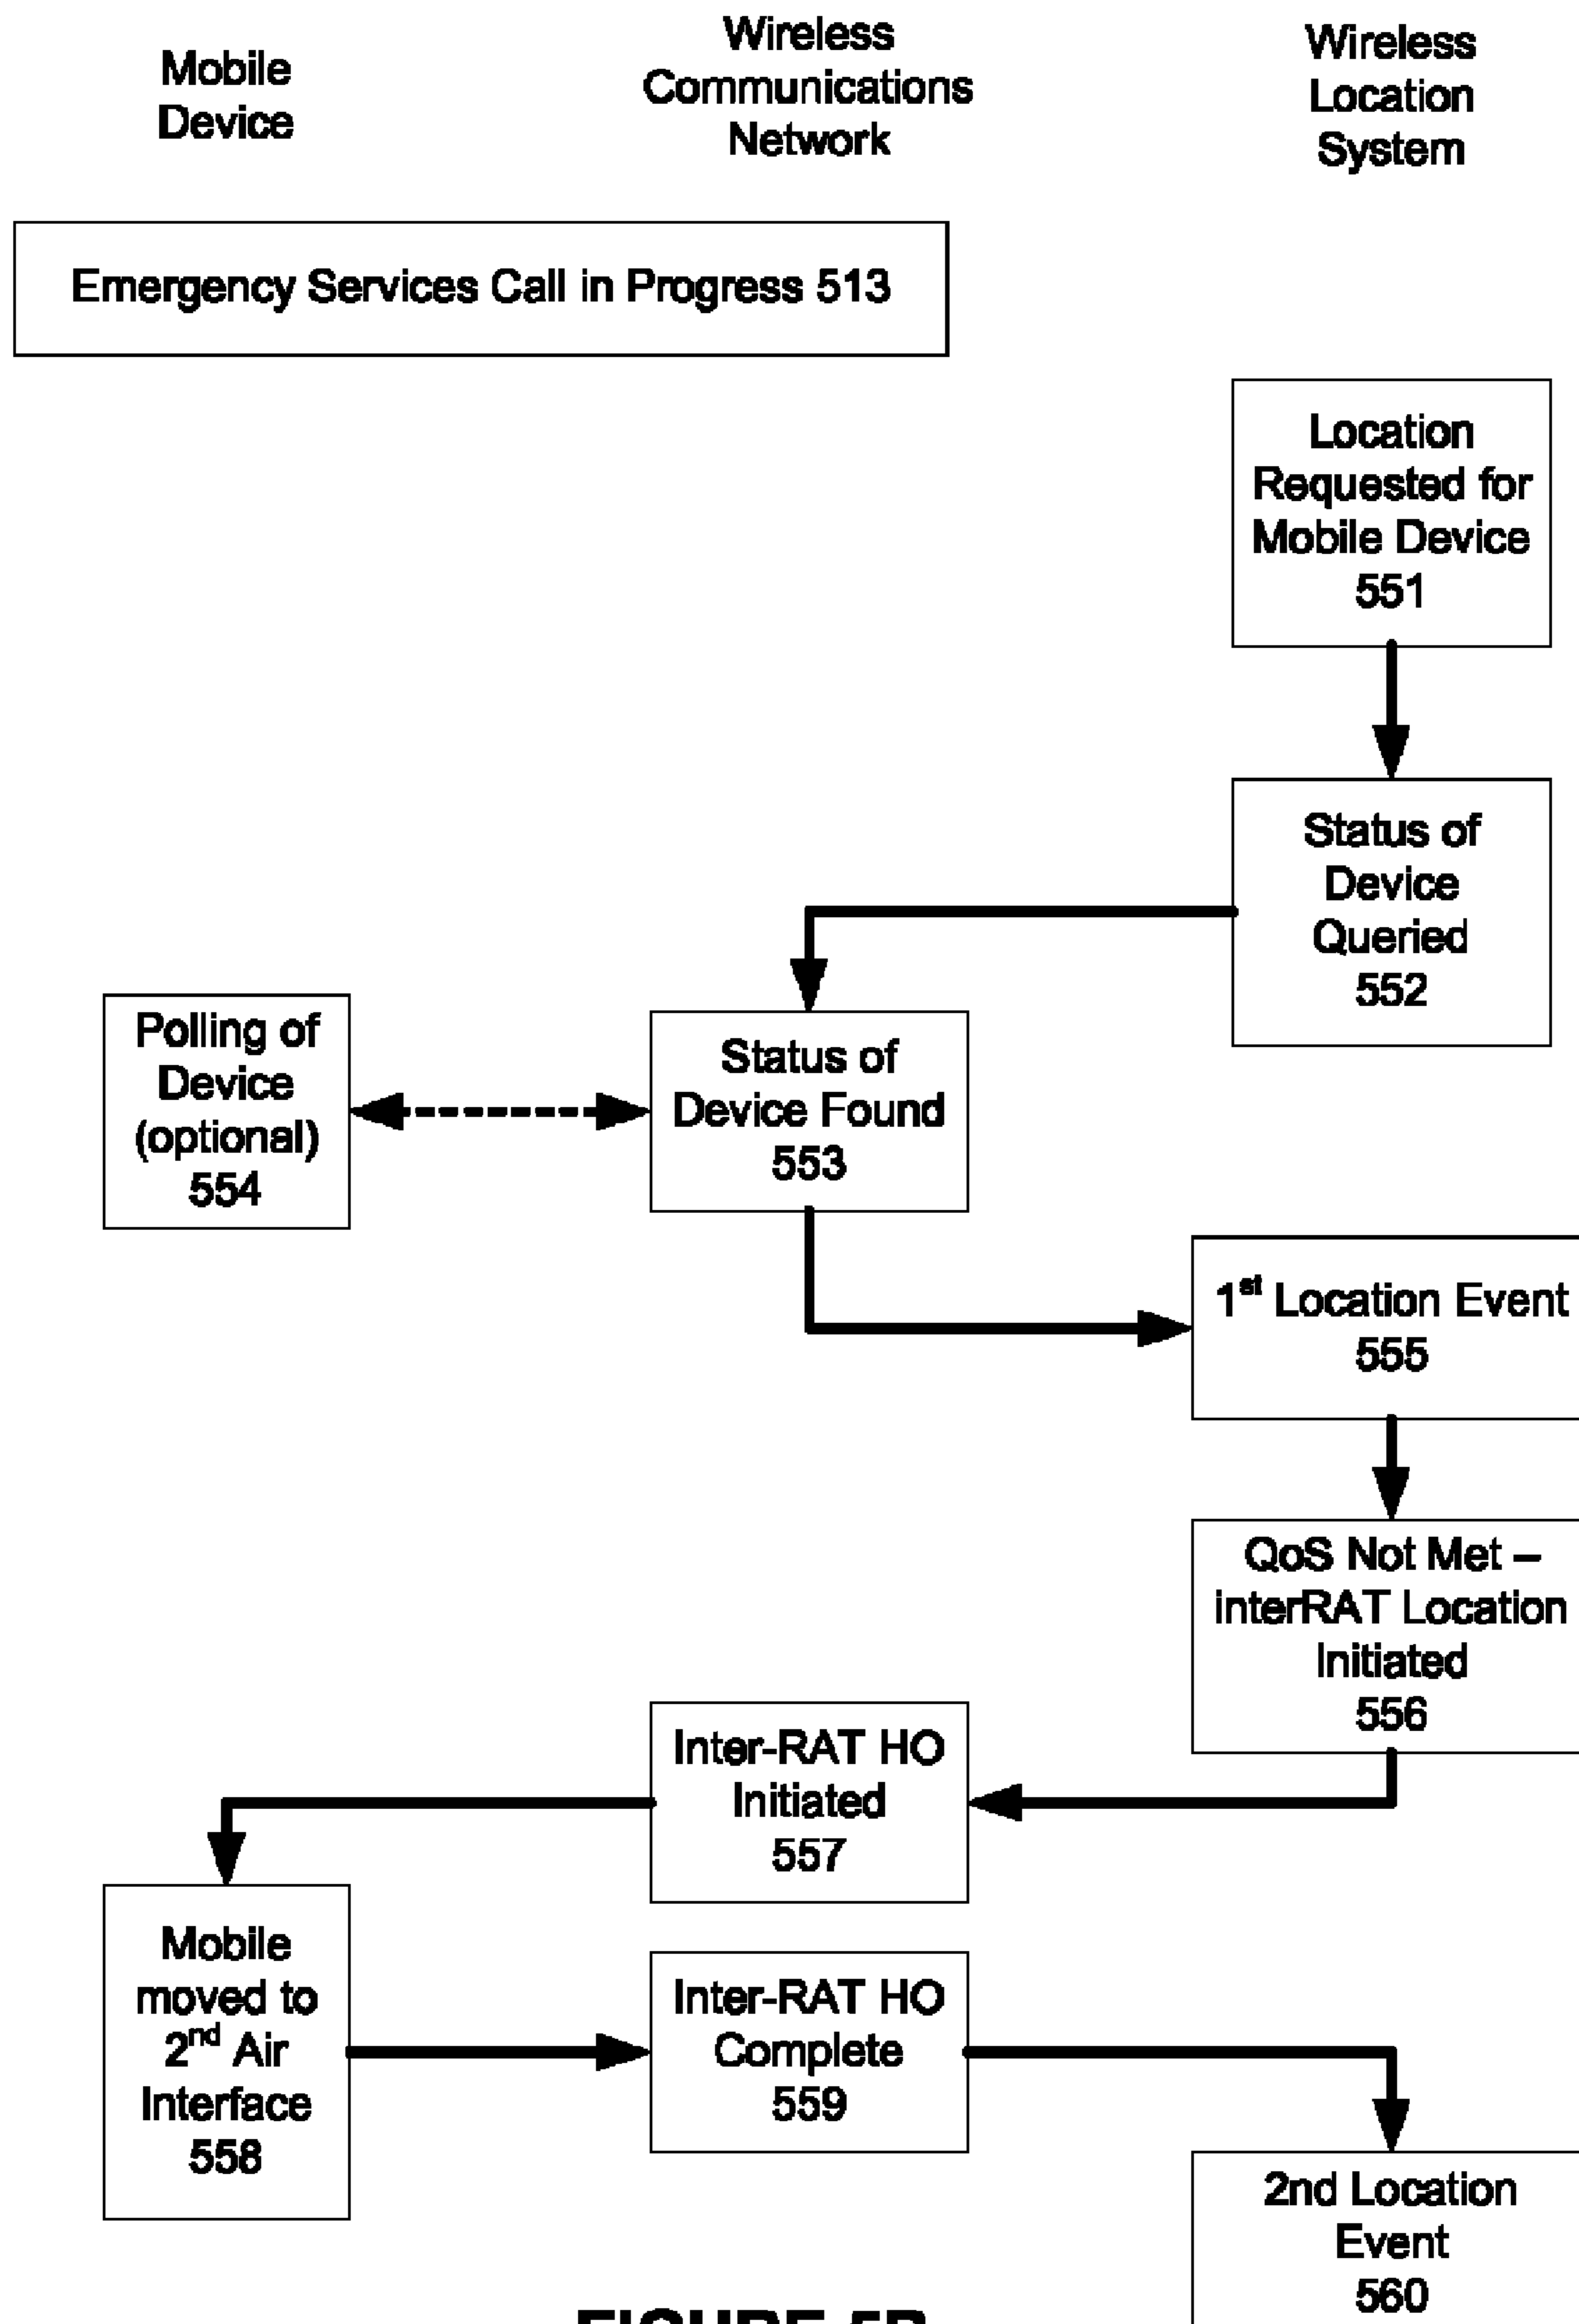 Mobile
Device
Wireless
Communications
Network
Wireless
Location
System
Emergency Services Call in Progress 513
Location
Requested for
Mobile Device
551
Status of
Device
Queried
552
Polling of
Device
(optional)
554
Status of
Device Found
553
1st Location Event
555
QoS Not Met –
interRAT Location
Initiated
556
Inter-RAT HO
Initiated
557
Mobile
moved to
2nd Air
Interface
558
Inter-RAT HO
Complete
559
2nd Location
Event
560
FIGURE 5B